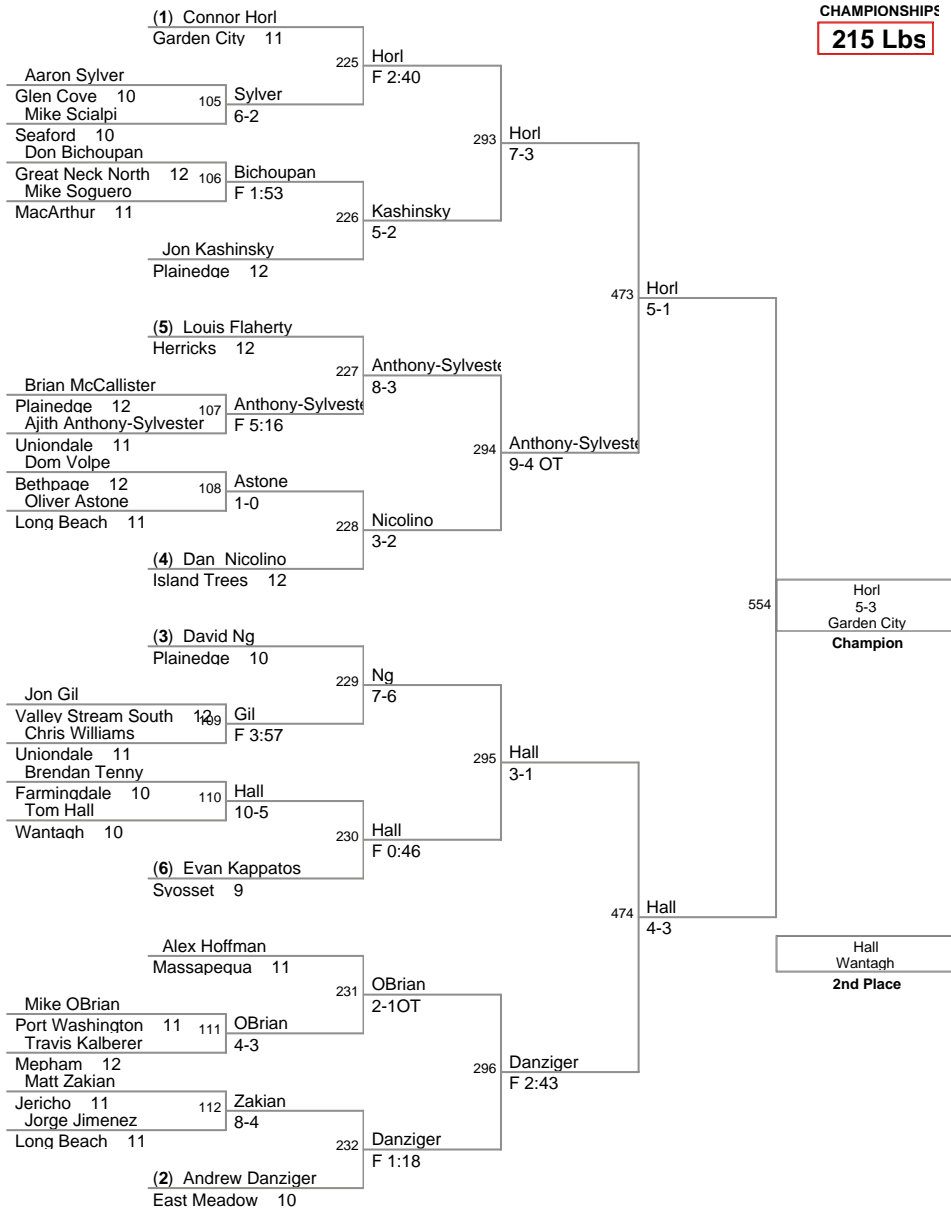 CHAMPIONSHIPS
215 Lbs
(1) Connor Horl
Garden City 11
225 Horl
F 2:40
Aaron Sylver
Glen Cove 10
105 Sylver
6-2
Mike Scialpi
Seaford 10
293 Horl
7-3
Don Bichoupan
Great Neck North 12
106 Bichoupan
F 1:53
Mike Soguero
MacArthur 11
226 Kashinsky
5-2
Jon Kashinsky
Plainedge 12
473 Horl
5-1
(5) Louis Flaherty
Herricks 12
227 Anthony-Sylveste
8-3
Brian McCallister
Plainedge 12
107 Anthony-Sylveste
F 5:16
Ajith Anthony-Sylvester
Uniondale 11
294 Anthony-Sylveste
9-4 OT
Dom Volpe
Bethpage 12
108 Astone
1-0
Oliver Astone
Long Beach 11
228 Nicolino
3-2
(4) Dan Nicolino
Island Trees 12
554 Horl
5-3
Garden City
Champion
(3) David Ng
Plainedge 10
229 Ng
7-6
Jon Gil
Valley Stream South 12
109 Gil
F 3:57
Chris Williams
Uniondale 11
295 Hall
3-1
Brendan Tenny
Farmingdale 10
110 Hall
10-5
Tom Hall
Wantagh 10
230 Hall
F 0:46
(6) Evan Kappatos
Syosset 9
474 Hall
4-3
Hall
Wantagh
2nd Place
Alex Hoffman
Massapequa 11
231 OBrian
2-1OT
Mike OBrian
Port Washington 11
111 OBrian
4-3
Travis Kalberer
Mepham 12
296 Danziger
F 2:43
Matt Zakian
Jericho 11
112 Zakian
8-4
Jorge Jimenez
Long Beach 11
232 Danziger
F 1:18
(2) Andrew Danziger
East Meadow 10